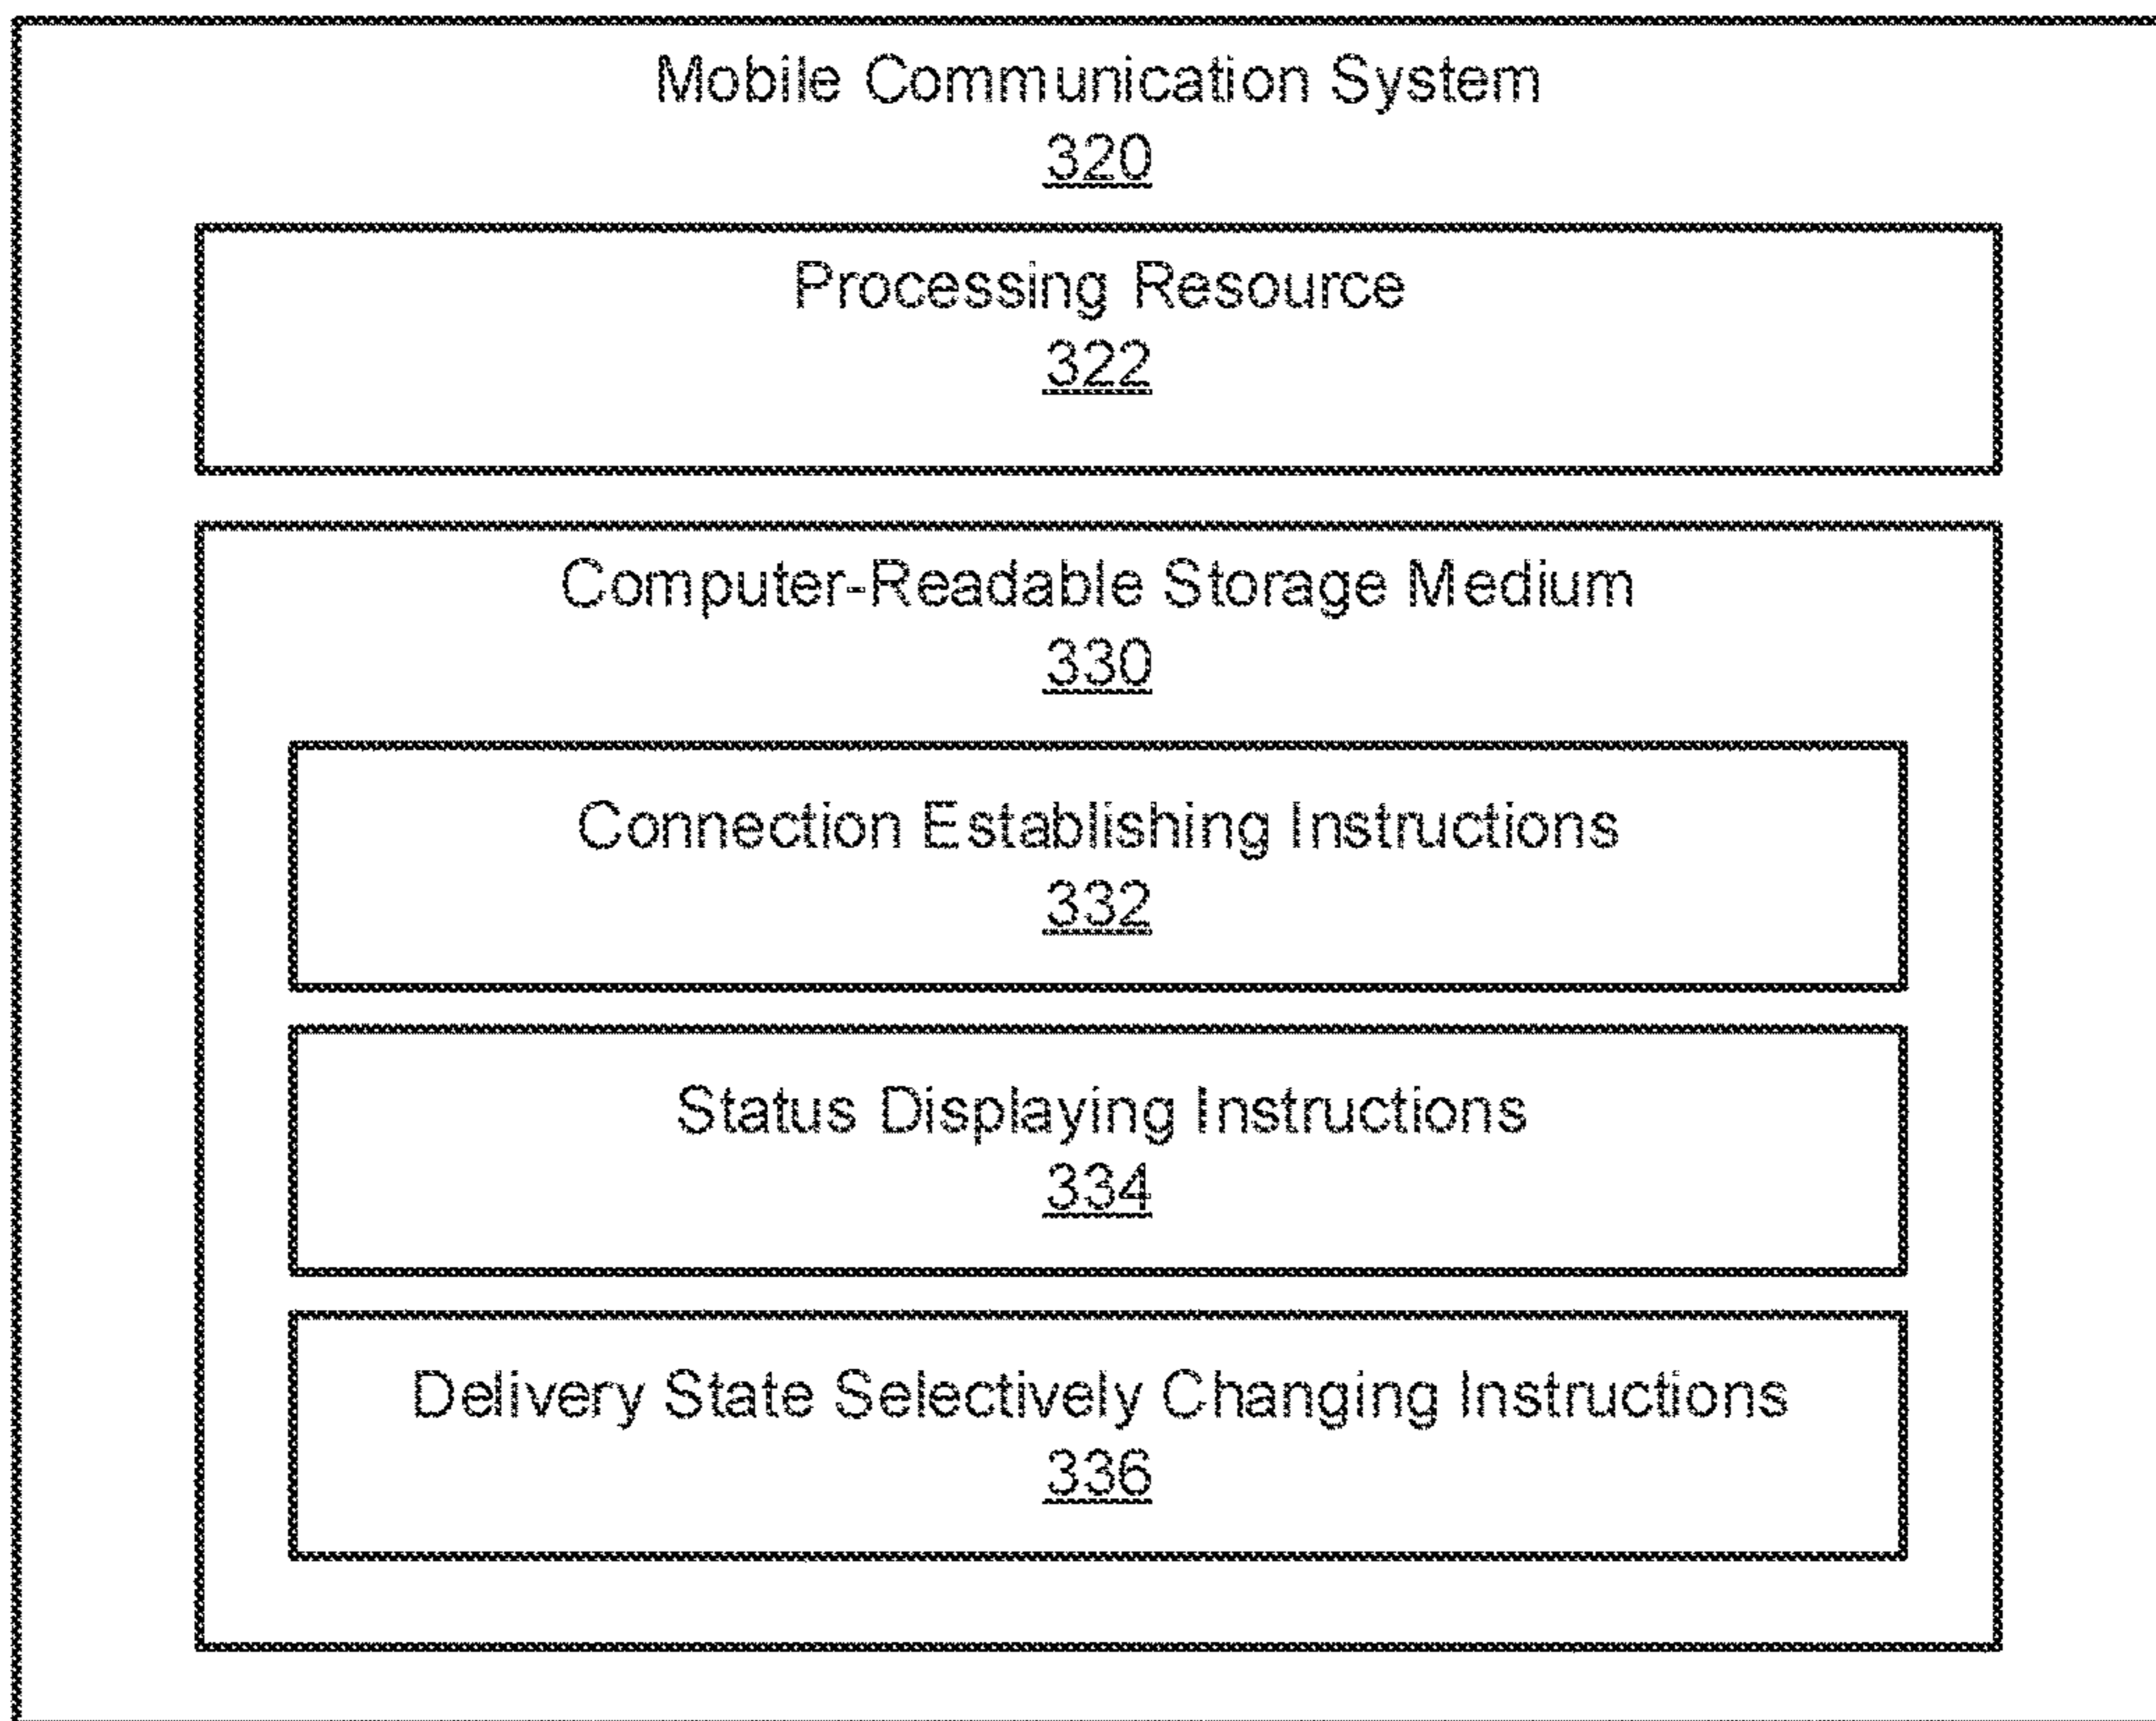 Mobile Communication System
320
Processing Resource
322
Computer-Readable Storage Medium
330
Connection Establishing Instructions
332
Status Displaying Instructions
334
Delivery State Selectively Changing Instructions
336